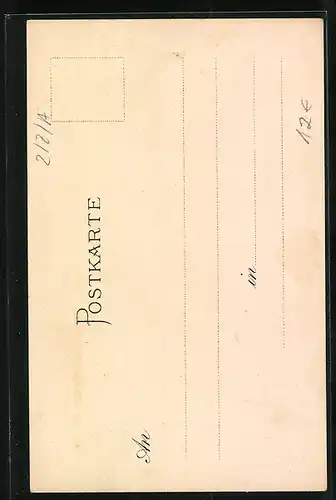 POSTKARTE
An
in
2/2/A
12€